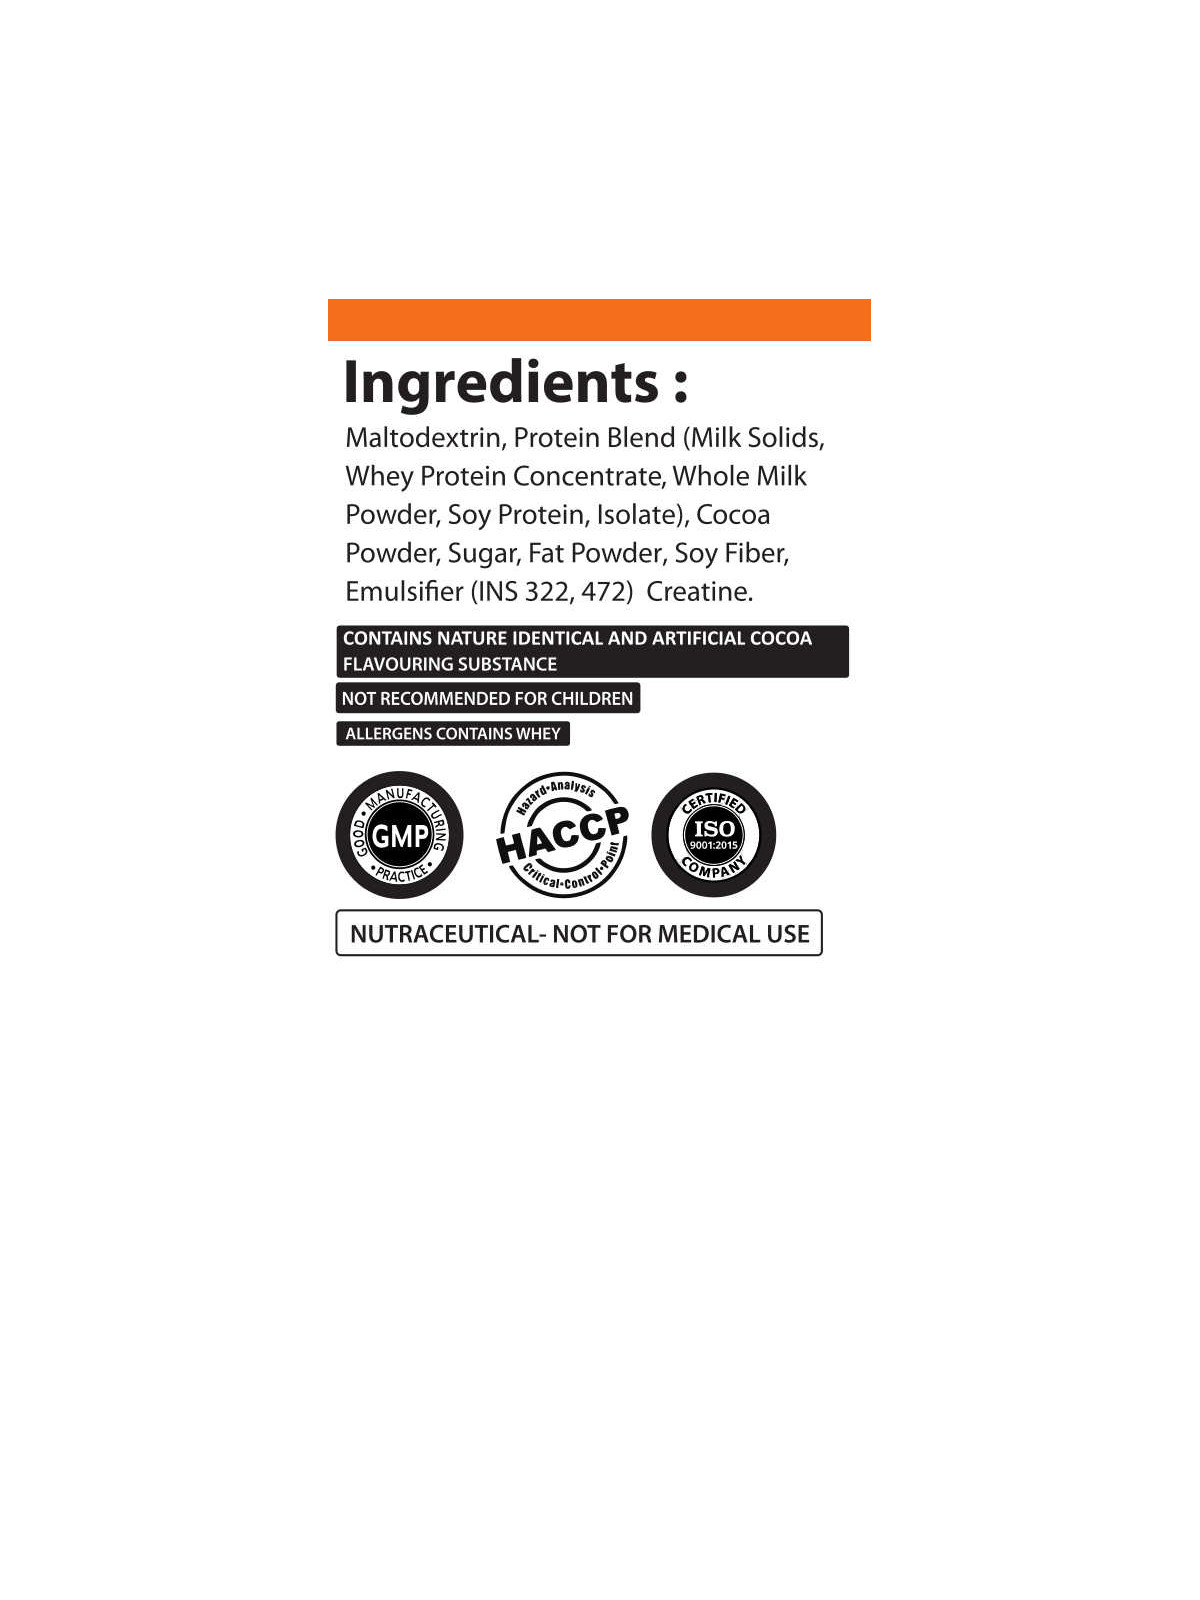 Ingredients :
Maltodextrin, Protein Blend (Milk Solids,
Whey Protein Concentrate, Whole Milk
Powder, Soy Protein, Isolate), Cocoa
Powder, Sugar, Fat Powder, Soy Fiber,
Emulsifier (INS 322, 472) Creatine.
CONTAINS NATURE IDENTICAL AND ARTIFICIAL COCOA
FLAVOURING SUBSTANCE
NOT RECOMMENDED FOR CHILDREN
ALLERGENS CONTAINS WHEY
GOOD • MANUFACTURING
GMP
• PRACTICE •
Hazard•Analysis
HACCP
Critical•Control•Point
CERTIFIED
ISO
9001:2015
COMPANY
NUTRACEUTICAL- NOT FOR MEDICAL USE